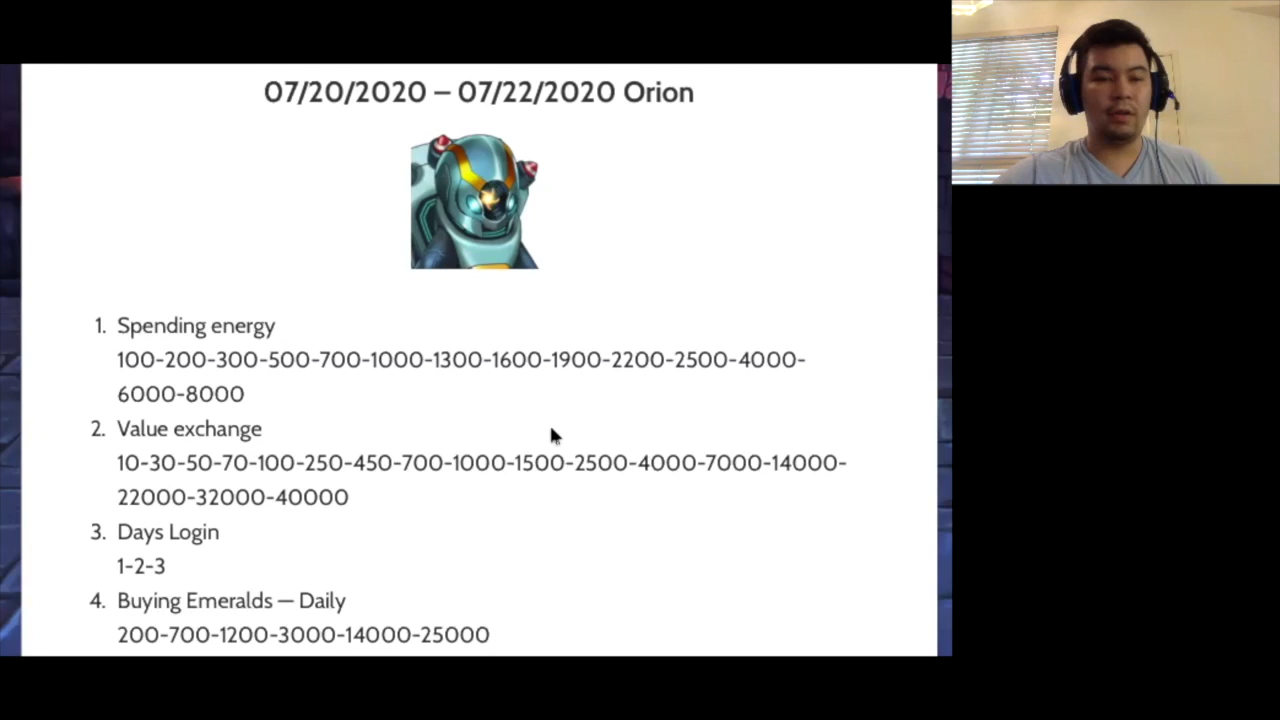 07/20/2020 – 07/22/2020 Orion
1. Spending energy
100-200-300-500-700-1000-1300-1600-1900-2200-2500-4000-
6000-8000
2. Value exchange
10-30-50-70-100-250-450-700-1000-1500-2500-4000-7000-14000-
22000-32000-40000
3. Days Login
1-2-3
4. Buying Emeralds — Daily
200-700-1200-3000-14000-25000